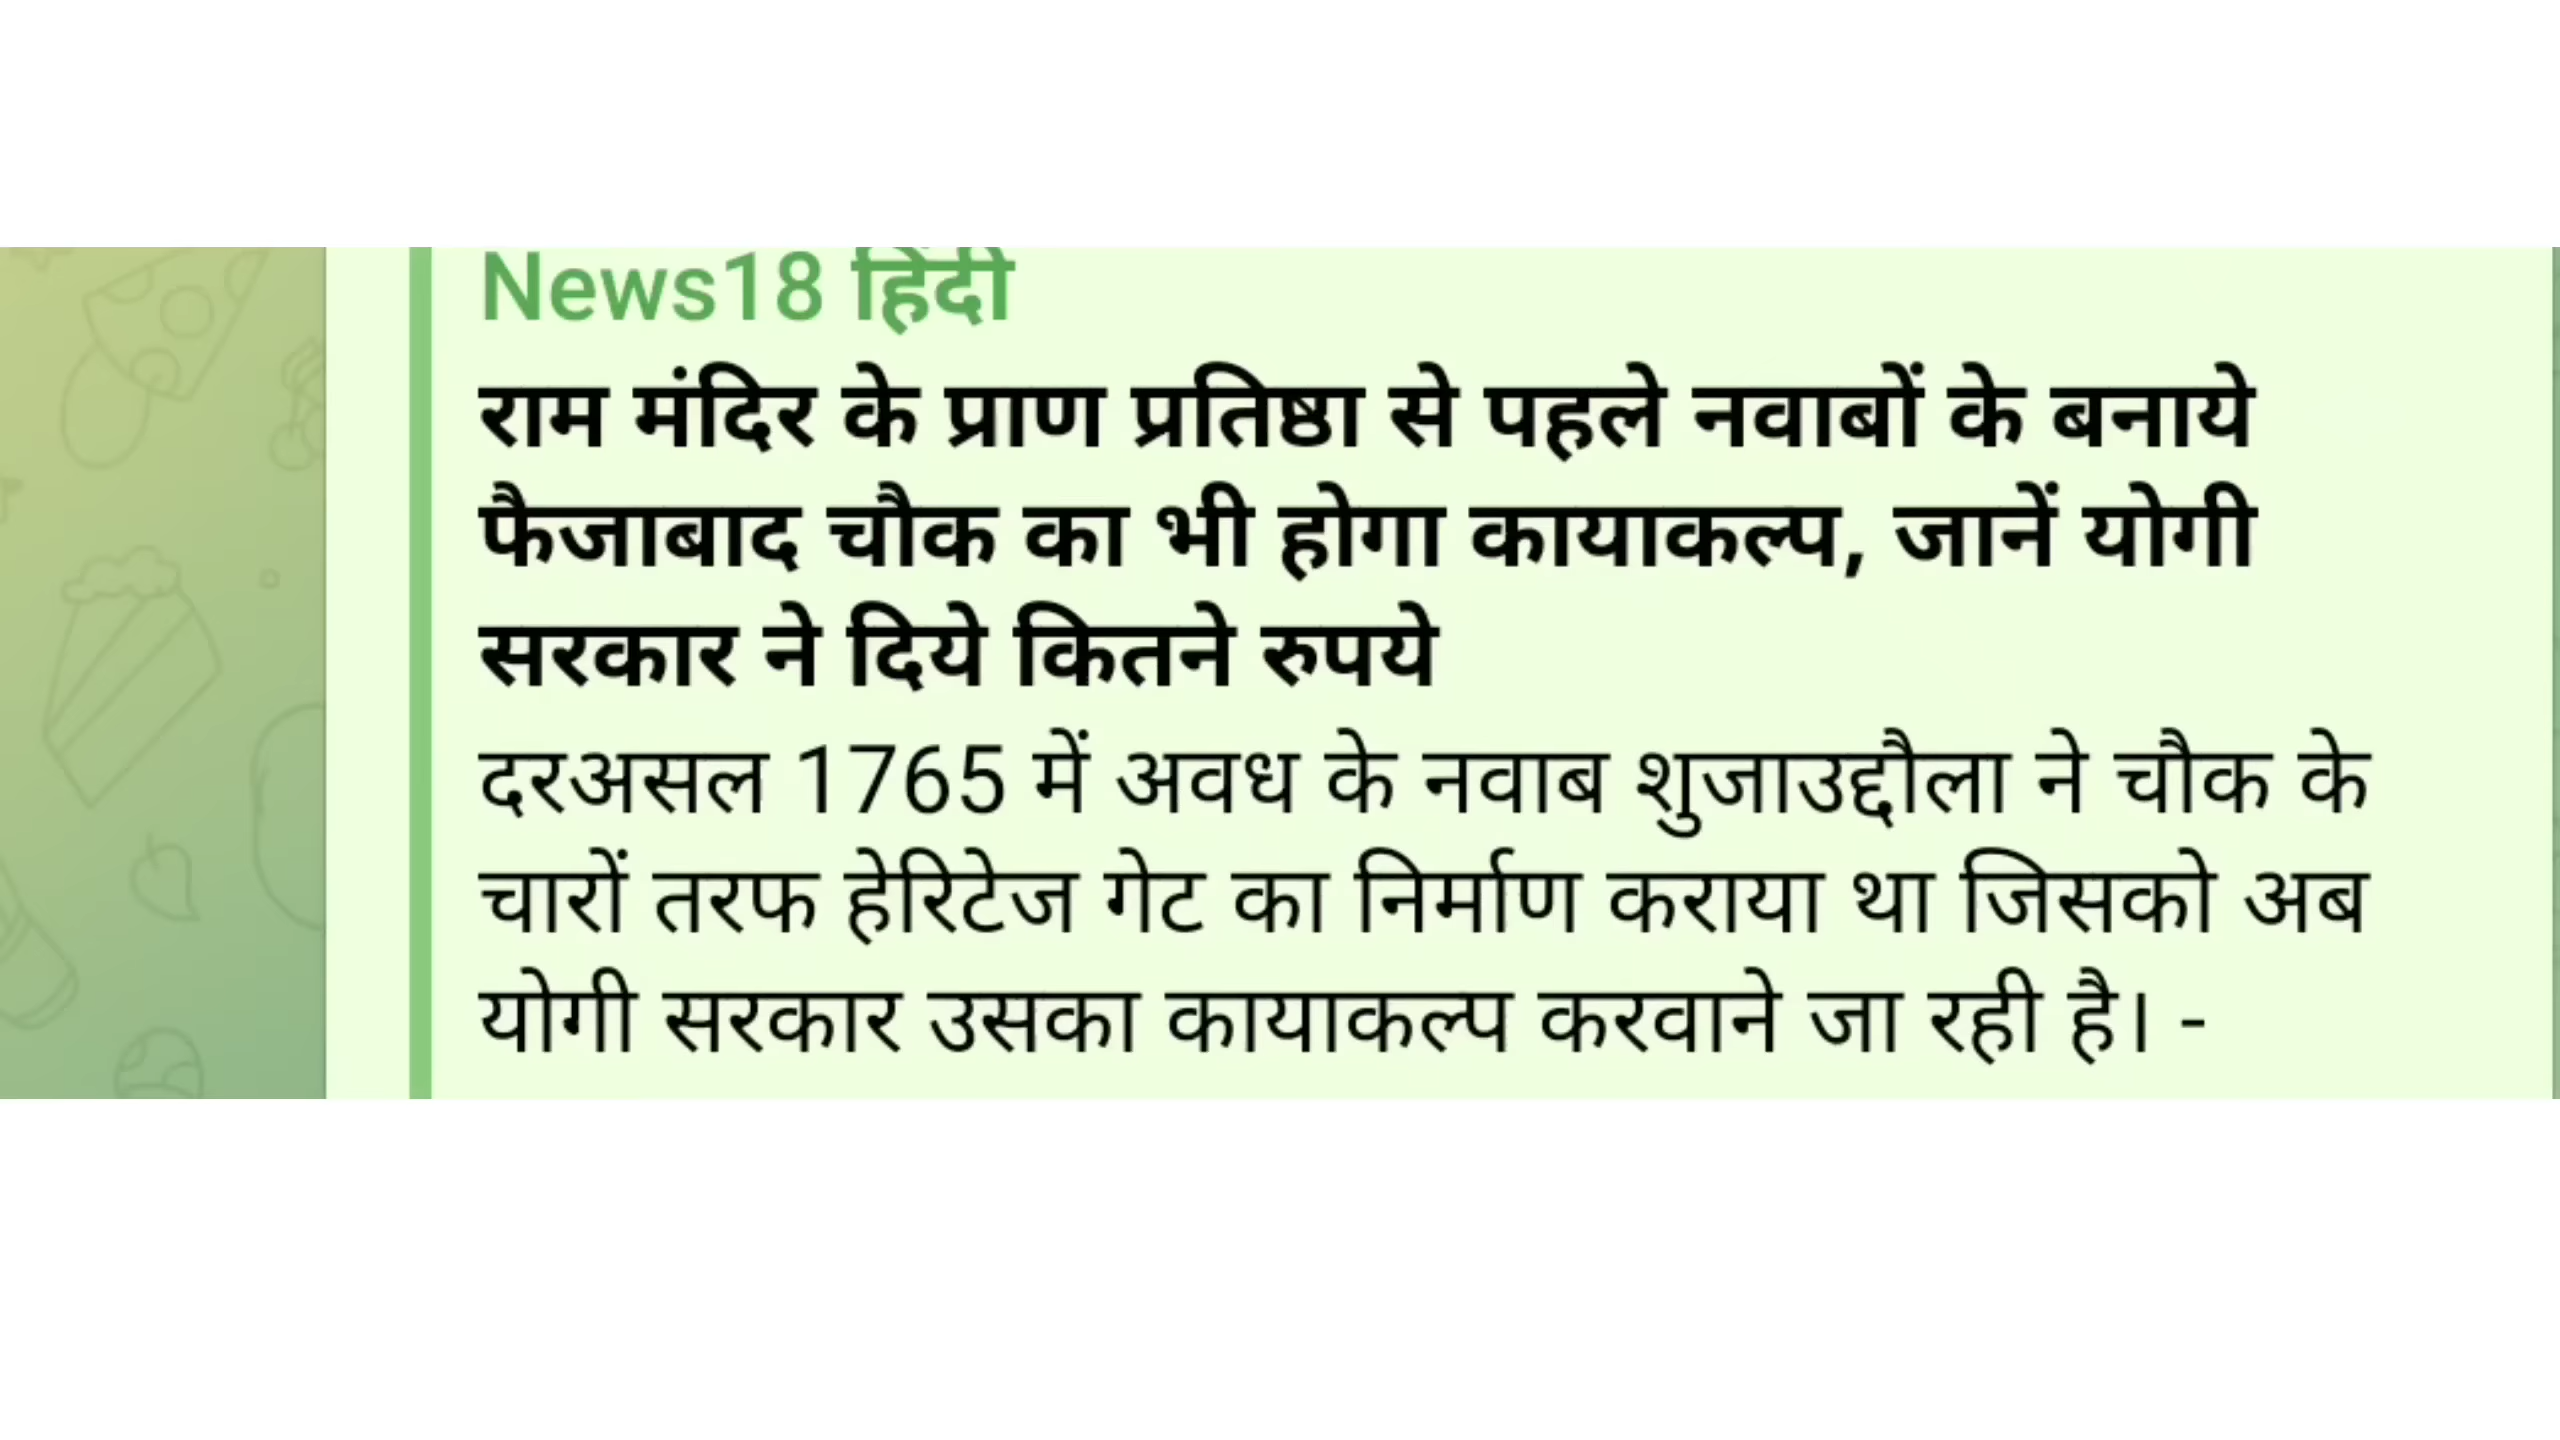 News18 हिंदी
राम मंदिर के प्राण प्रतिष्ठा से पहले नवाबों के बनाये
फैजाबाद चौक का भी होगा कायाकल्प, जानें योगी
सरकार ने दिये कितने रुपये
दरअसल 1765 में अवध के नवाब शुजाउद्दौला ने चौक के
चारों तरफ हेरिटेज गेट का निर्माण कराया था जिसको अब
योगी सरकार उसका कायाकल्प करवाने जा रही है। -